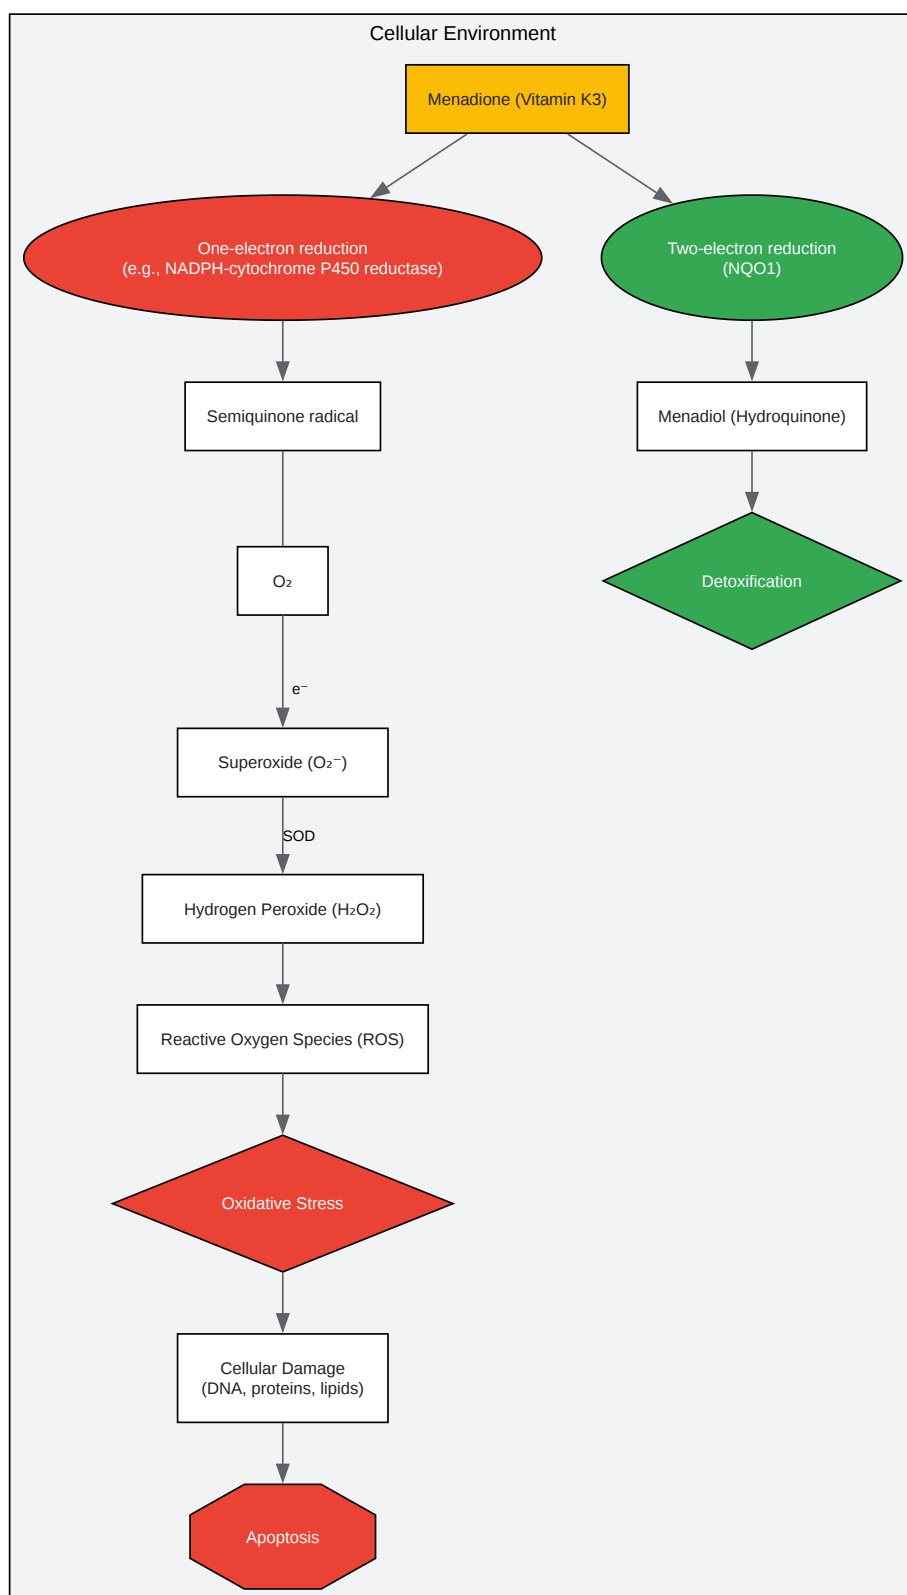 Cellular Environment
Menadione (Vitamin K3)
One-electron reduction
(e.g., NADPH-cytochrome P450 reductase)
Two-electron reduction
(NQO1)
Semiquinone radical
Menadiol (Hydroquinone)
O₂
Detoxification
e⁻
Superoxide (O₂⁻)
SOD
Hydrogen Peroxide (H₂O₂)
Reactive Oxygen Species (ROS)
Oxidative Stress
Cellular Damage
(DNA, proteins, lipids)
Apoptosis